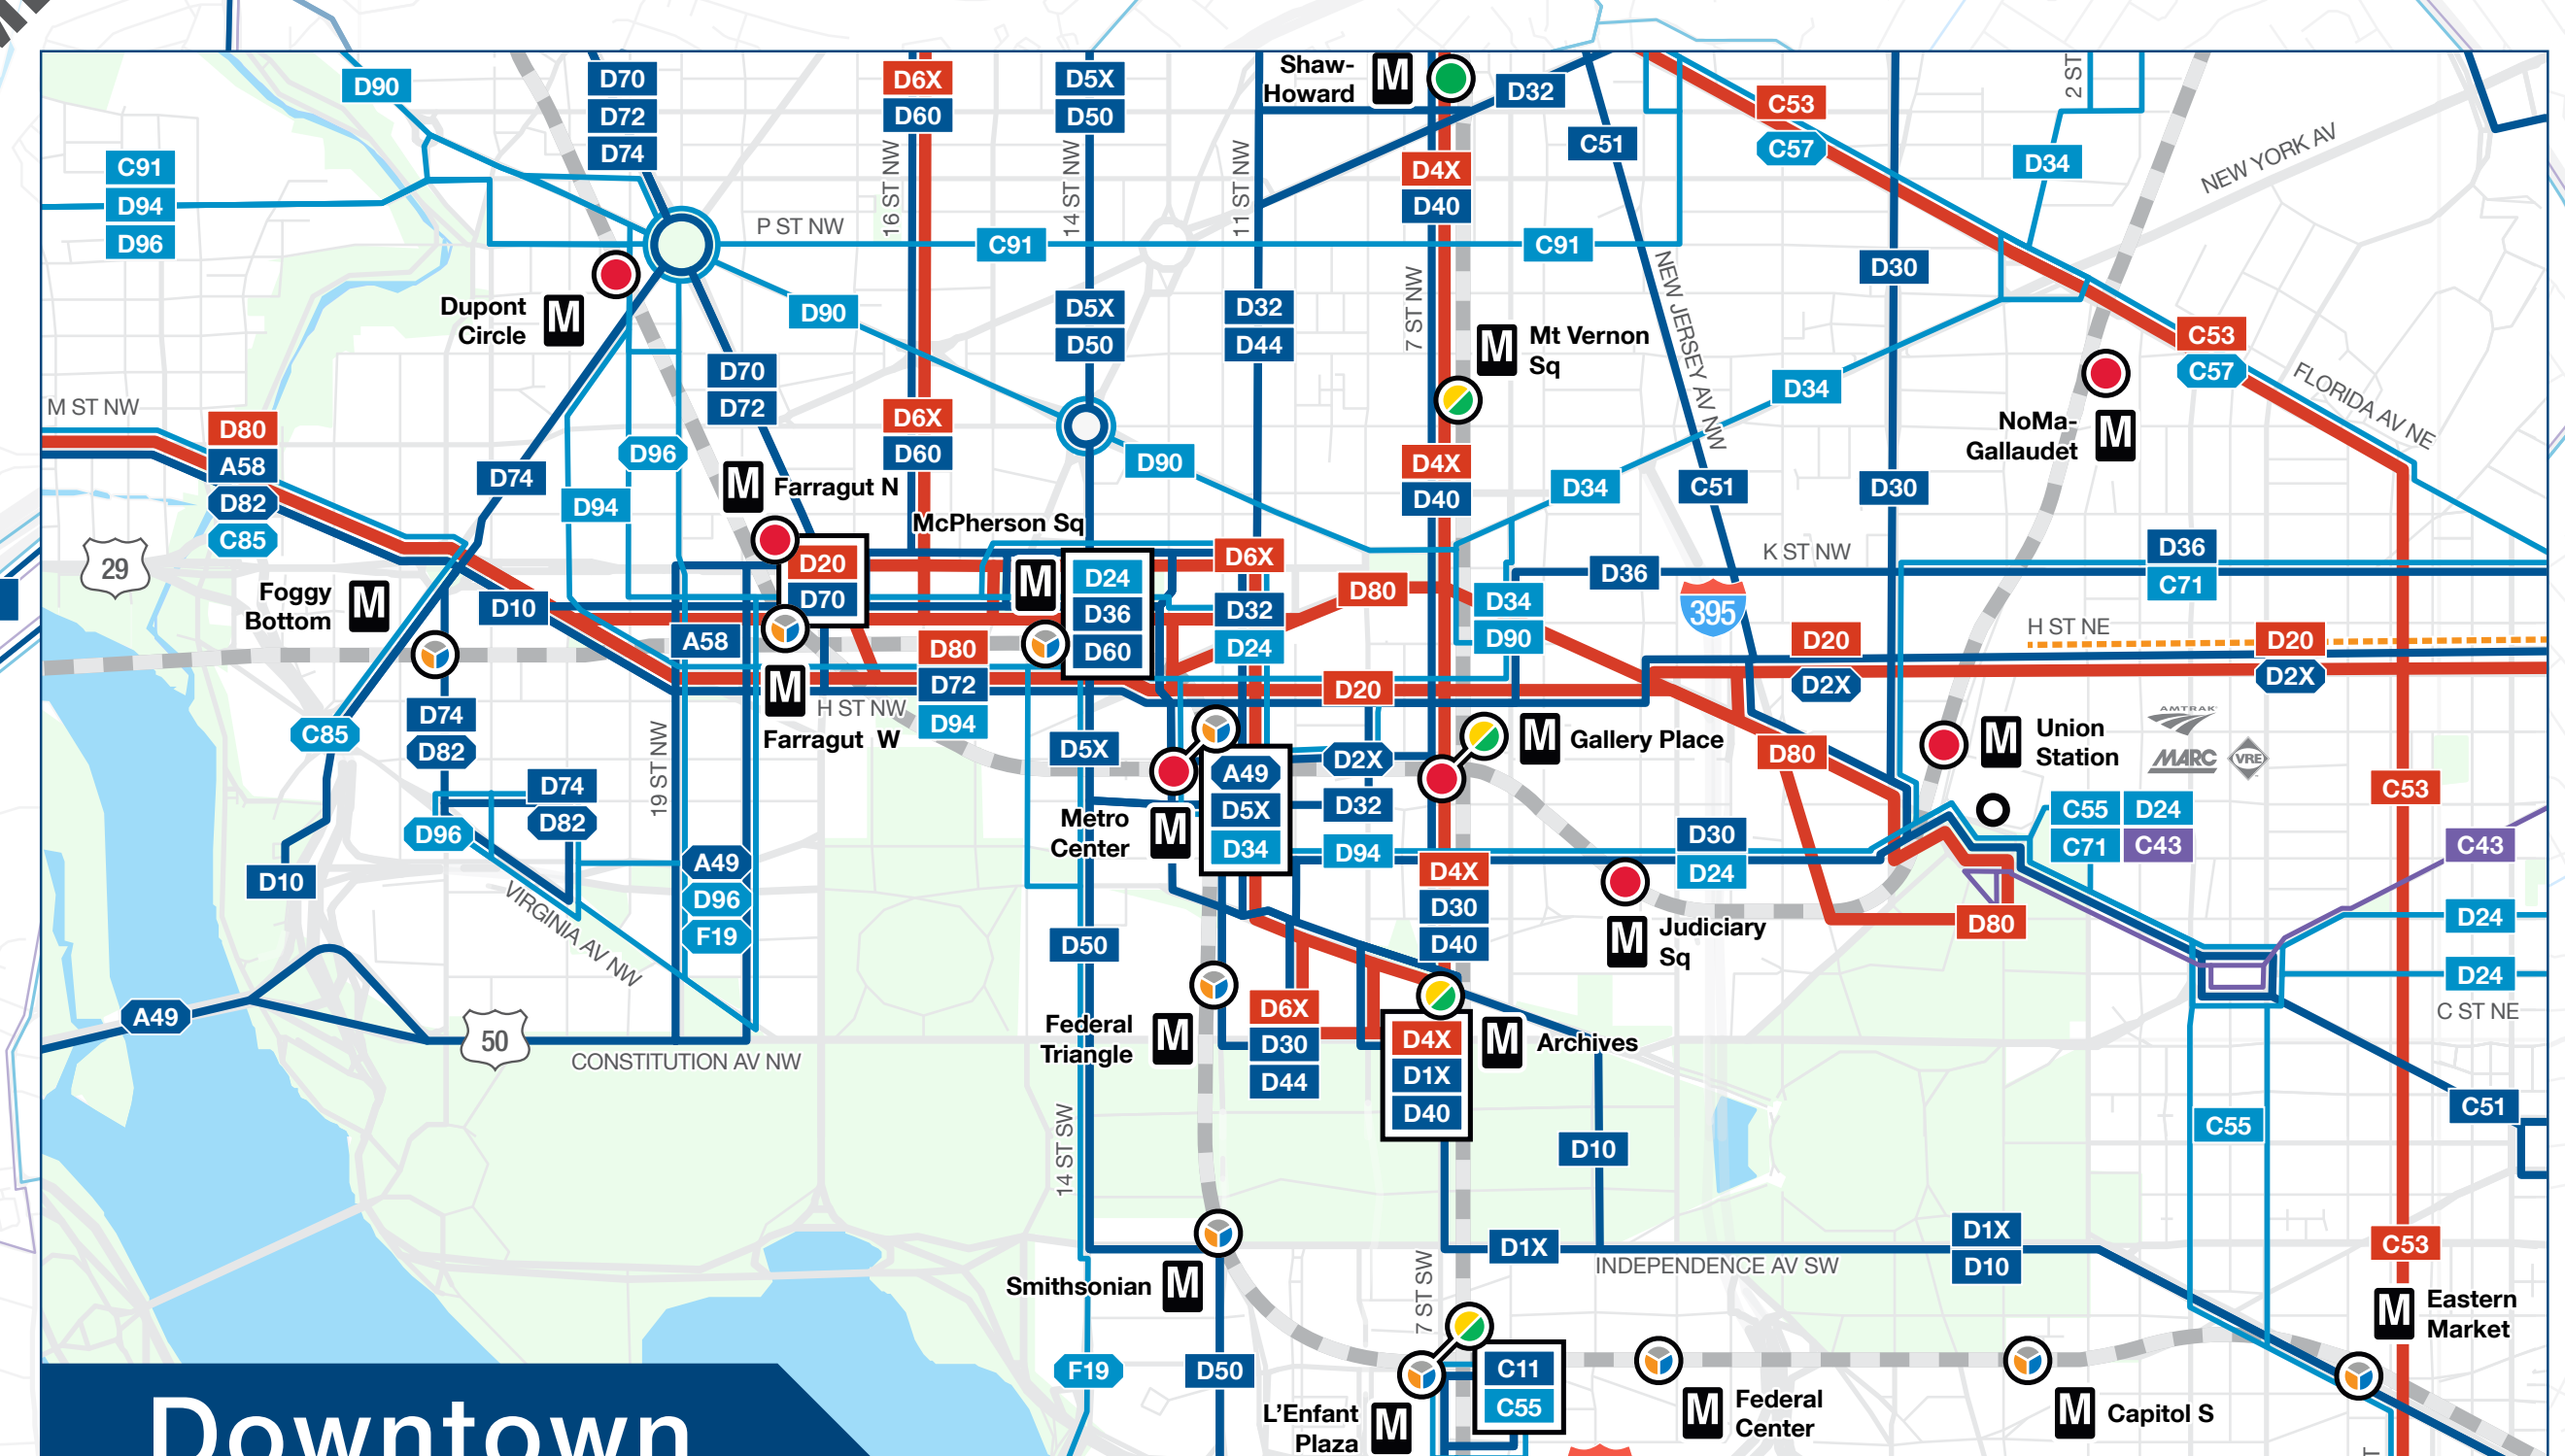 Shaw-
Howard
M
D32
D90
D70
D72
D74
D6X
D60
D5X
D50
C53
C57
2 ST
D34
NEW YORK AV
C91
D94
D96
16 ST NW
14 ST NW
11 ST NW
D4X
D40
C51
P ST NW
C91
C91
D30
Dupont
Circle
M
D90
D5X
D50
D32
D44
7 ST NW
M
Mt Vernon
Sq
NEW JERSEY AV NW
C53
C57
FLORIDA AV NE
D70
D72
D34
M ST NW
D80
A58
D82
C85
D6X
D60
NoMa-
Gallaudet
M
D96
D90
D4X
D40
D74
D94
M
Farragut N
D34
C51
D30
McPherson Sq
29
K ST NW
D36
C71
D20
D70
M
D24
D36
D60
D6X
D32
D24
D36
D80
D34
D90
395
Foggy
Bottom
M
D10
A58
D80
D72
D94
H ST NE
D20
D2X
D20
D2X
D20
M
H ST NW
Farragut W
D74
D82
C85
19 ST NW
D5X
M
Gallery Place
D80
M
Union
Station
AMTRAK
MARC
VRE
D2X
A49
D5X
D34
D32
D94
D74
D82
D96
Metro
Center
M
C53
C55
D24
C71
C43
C43
D30
D24
D10
A49
D96
F19
VIRGINIA AV NW
D4X
D30
D40
M
Judiciary
Sq
D80
D24
D24
C ST NE
D50
A49
50
CONSTITUTION AV NW
Federal
Triangle
M
D6X
D30
D44
D4X
D1X
D40
M
Archives
C51
C55
D10
14 ST SW
D1X
D1X
D10
INDEPENDENCE AV SW
C53
Smithsonian
M
7 ST SW
M
Eastern
Market
F19
D50
C11
C55
L'Enfant
Plaza
M
M
Federal
Center
M
Capitol S
Downtown